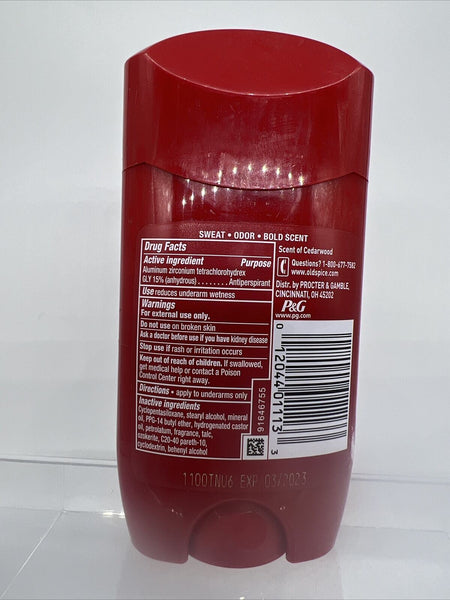 SWEAT • ODOR • BOLD SCENT
Drug Facts
Active ingredient Purpose
Aluminum zirconium tetrachlorohydrex
GLY 15% (anhydrous) ........ Antiperspirant
Use reduces underarm wetness
Warnings
For external use only.
Do not use on broken skin
Ask a doctor before use if you have kidney disease
Stop use if rash or irritation occurs
Keep out of reach of children. If swallowed,
get medical help or contact a Poison
Control Center right away.
Directions • apply to underarms only
Inactive ingredients
Cyclopentasiloxane, stearyl alcohol, mineral
oil, PPG-14 butyl ether, hydrogenated castor
oil, petrolatum, fragrance, talc,
ozokerite, C20-40 pareth-10,
cyclodextrin, behenyl alcohol
Scent of Cedarwood
Questions? 1-800-677-7582
www.oldspice.com
Distr. by PROCTER & GAMBLE,
CINCINNATI, OH 45202
P&G
www.pg.com
0 12044 01113 3
91646755
1100TNU6 EXP 03/2023